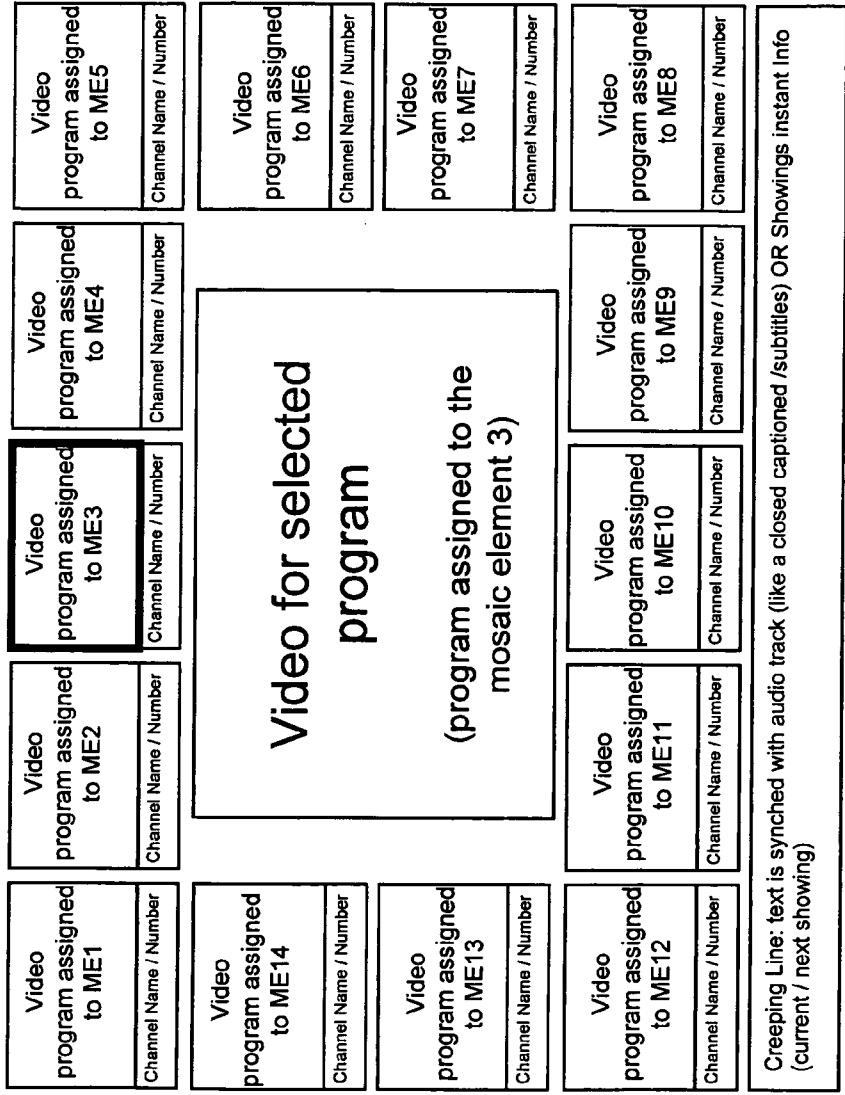 Video
program assigned
to ME1
Channel Name / Number
Video
program assigned
to ME2
Channel Name / Number
Video
program assigned
to ME3
Channel Name / Number
Video
program assigned
to ME4
Channel Name / Number
Video
program assigned
to ME5
Channel Name / Number
Video
program assigned
to ME14
Channel Name / Number
Video for selected
program
(program assigned to the
mosaic element 3)
Video
program assigned
to ME6
Channel Name / Number
Video
program assigned
to ME13
Channel Name / Number
Video
program assigned
to ME7
Channel Name / Number
Video
program assigned
to ME12
Channel Name / Number
Video
program assigned
to ME11
Channel Name / Number
Video
program assigned
to ME10
Channel Name / Number
Video
program assigned
to ME9
Channel Name / Number
Video
program assigned
to ME8
Channel Name / Number
Creeping Line: text is synched with audio track (like a closed captioned /subtitles) OR Showings instant Info
(current / next showing)